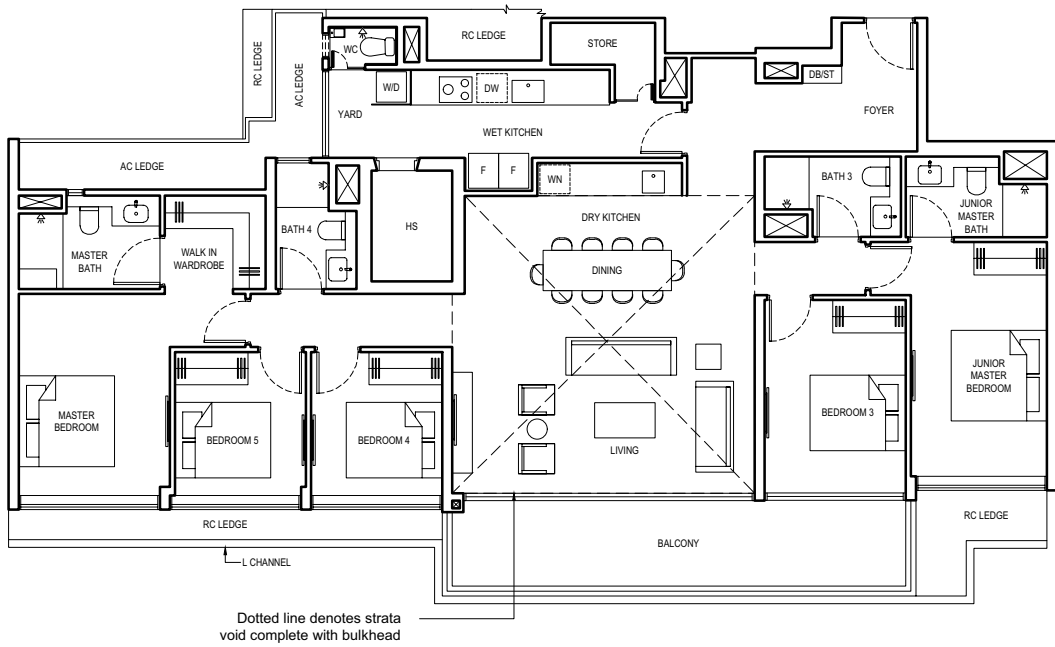 RC LEDGE
AC LEDGE
WC
RC LEDGE
STORE
DB/ST
FOYER
W/D
DW
YARD
WET KITCHEN
AC LEDGE
F
F
WN
BATH 3
JUNIOR
MASTER
BATH
MASTER
BATH
WALK IN
WARDROBE
BATH 4
HS
DRY KITCHEN
DINING
MASTER
BEDROOM
BEDROOM 5
BEDROOM 4
LIVING
BEDROOM 3
JUNIOR
MASTER
BEDROOM
RC LEDGE
L CHANNEL
BALCONY
RC LEDGE
Dotted line denotes strata
void complete with bulkhead